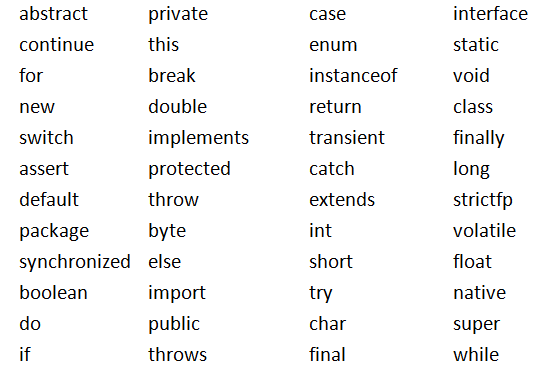 abstract private case interface
continue this enum static
for break instanceof void
new double return class
switch implements transient finally
assert protected catch long
default throw extends strictfp
package byte int volatile
synchronized else short float
boolean import try native
do public char super
if throws final while